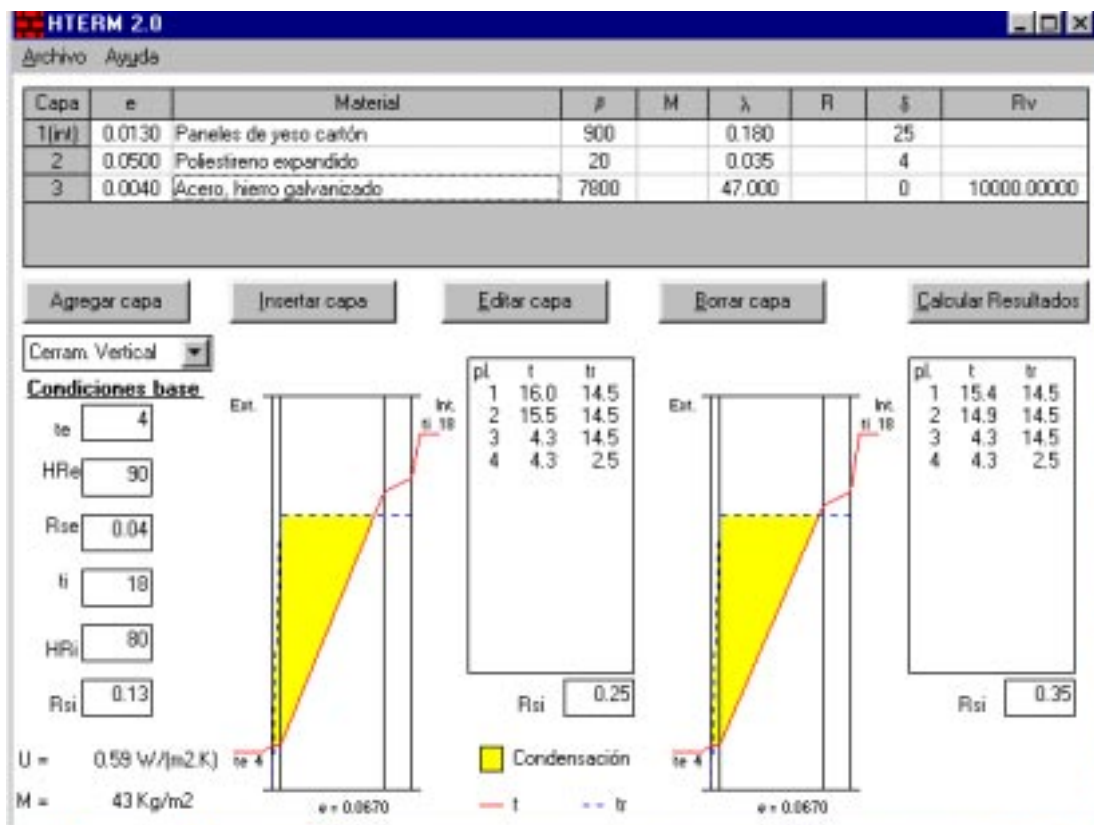 HTERM 2.0
Archivo Ayuda
Capa e Material ρ M λ R δ Rv
1(int) 0.0130 Paneles de yeso cartón 900 0.180 25
2 0.0500 Poliestireno expandido 20 0.035 4
3 0.0040 Acero, hierro galvanizado 7800 47.000 0 10000.00000
Agregar capa Insertar capa Editar capa Borrar capa Calcular Resultados
Cerram. Vertical
Condiciones base
te 4
HRe 90
Rse 0.04
ti 18
HRi 80
Rsi 0.13
U = 0.59 W/(m2.K)
M = 43 Kg/m2
Ext. Int.
ti 18
te 4
e = 0.0670
pl. t tr
1 16.0 14.5
2 15.5 14.5
3 4.3 14.5
4 4.3 2.5
Rsi 0.25
Condensación
t tr
Ext. Int.
ti 18
te 4
e = 0.0670
pl. t tr
1 15.4 14.5
2 14.9 14.5
3 4.3 14.5
4 4.3 2.5
Rsi 0.35